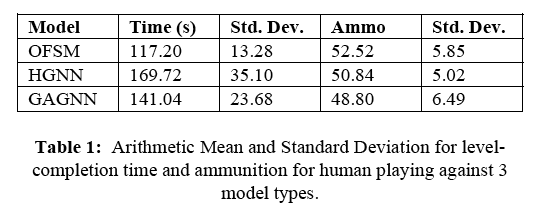 Model Time (s) Std. Dev. Ammo Std. Dev.
OFSM 117.20 13.28 52.52 5.85
HGNN 169.72 35.10 50.84 5.02
GAGNN 141.04 23.68 48.80 6.49
Table 1: Arithmetic Mean and Standard Deviation for level-
completion time and ammunition for human playing against 3
model types.